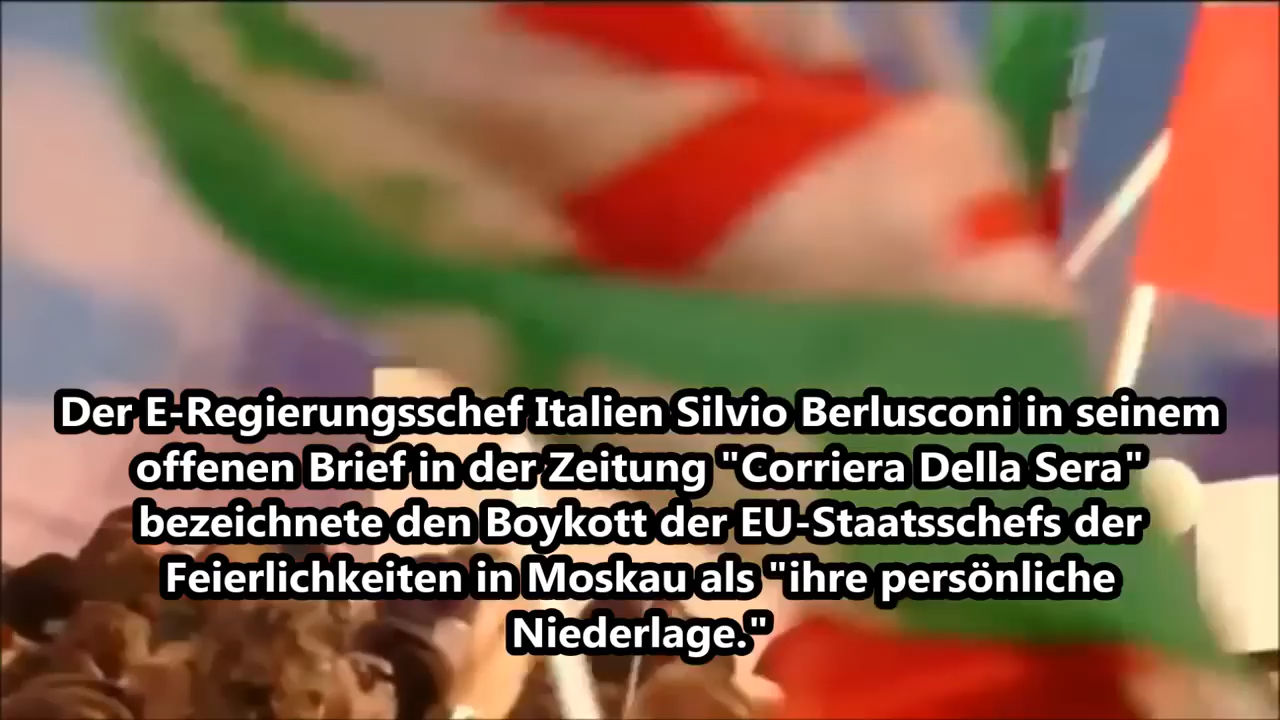 Der E-Regierungsschef Italien Silvio Berlusconi in seinem
offenen Brief in der Zeitung "Corriera Della Sera"
bezeichnete den Boykott der EU-Staatsschefs der
Feierlichkeiten in Moskau als "ihre persönliche
Niederlage."